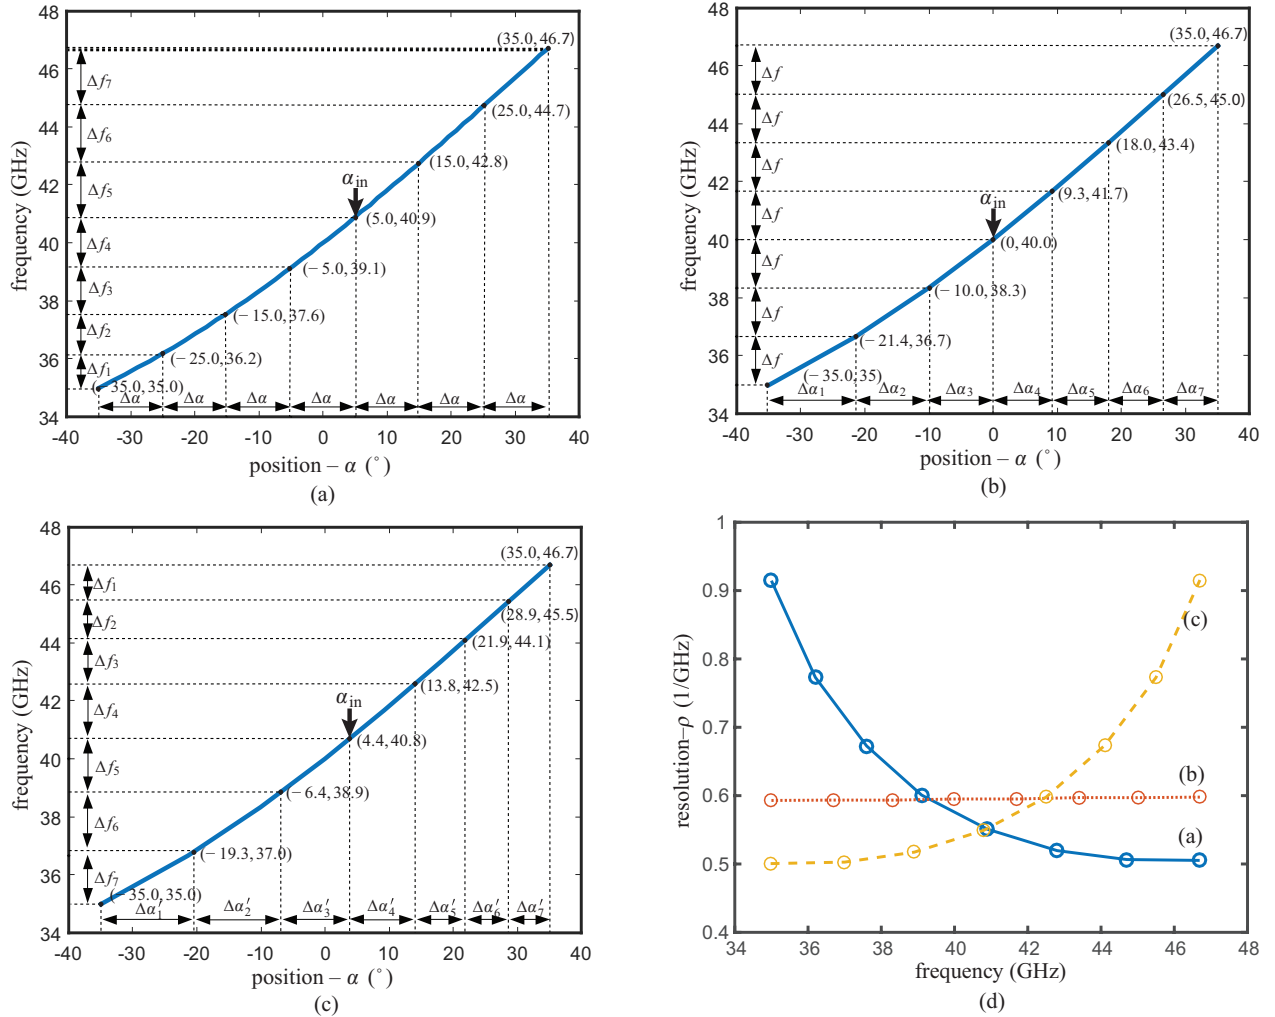 48
46
44
42
40
38
36
34
frequency (GHz)
Δf₇
Δf₆
Δf₅
Δf₄
Δf₃
Δf₂
Δf₁
(35.0, 46.7)
(25.0, 44.7)
(15.0, 42.8)
αin
(5.0, 40.9)
(−5.0, 39.1)
(−15.0, 37.6)
(−25.0, 36.2)
(−35.0, 35.0)
Δα Δα Δα Δα Δα Δα Δα
-40 -30 -20 -10 0 10 20 30 40
position – α (°)
(a)
48
46
44
42
40
38
36
34
frequency (GHz)
Δf
Δf
Δf
Δf
Δf
Δf
Δf
(35.0, 46.7)
(26.5, 45.0)
(18.0, 43.4)
(9.3, 41.7)
αin
(0, 40.0)
(−10.0, 38.3)
(−21.4, 36.7)
(−35.0, 35)
Δα₁ Δα₂ Δα₃ Δα₄ Δα₅ Δα₆ Δα₇
-40 -30 -20 -10 0 10 20 30 40
position – α (°)
(b)
48
46
44
42
40
38
36
34
frequency (GHz)
Δf₁
Δf₂
Δf₃
Δf₄
Δf₅
Δf₆
Δf₇
(35.0, 46.7)
(28.9, 45.5)
(21.9, 44.1)
(13.8, 42.5)
αin
(4.4, 40.8)
(−6.4, 38.9)
(−19.3, 37.0)
(−35.0, 35.0)
Δα′₁ Δα′₂ Δα′₃ Δα′₄ Δα′₅ Δα′₆ Δα′₇
-40 -30 -20 -10 0 10 20 30 40
position – α (°)
(c)
1
0.9
0.8
0.7
0.6
0.5
0.4
resolution–ρ (1/GHz)
(c)
(b)
(a)
34 36 38 40 42 44 46 48
frequency (GHz)
(d)